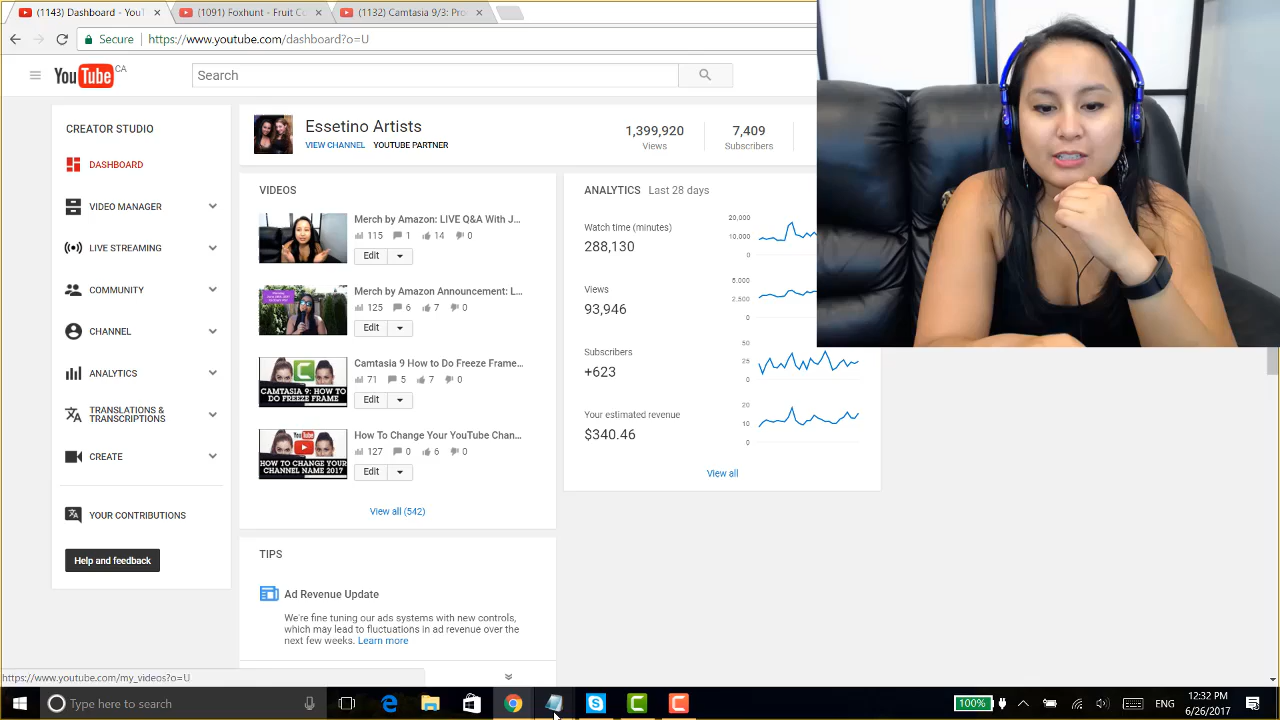 (1143) Dashboard - YouT
(1091) Foxhunt - Fruit Co
(1132) Camtasia 9/3: Pro
Secure
https://www.youtube.com/dashboard?o=U
YouTube CA
Search
CREATOR STUDIO
DASHBOARD
VIDEO MANAGER
LIVE STREAMING
COMMUNITY
CHANNEL
ANALYTICS
TRANSLATIONS &
TRANSCRIPTIONS
CREATE
YOUR CONTRIBUTIONS
Help and feedback
Essetino Artists
VIEW CHANNEL YOUTUBE PARTNER
1,399,920
Views
7,409
Subscribers
VIDEOS
Merch by Amazon: LIVE Q&A With J...
115 1 14 0
Edit
Merch by Amazon Announcement: L...
125 6 7 0
Edit
CAMTASIA 9: HOW TO
DO FREEZE FRAME
Camtasia 9 How to Do Freeze Frame...
71 5 7 0
Edit
YouTube
HOW TO CHANGE YOUR
CHANNEL NAME 2017
How To Change Your YouTube Chan...
127 0 6 0
Edit
View all (542)
TIPS
Ad Revenue Update
We're fine tuning our ads systems with new controls,
which may lead to fluctuations in ad revenue over the
next few weeks. Learn more
ANALYTICS Last 28 days
Watch time (minutes)
288,130
20,000
10,000
0
Views
93,946
5,000
2,500
0
Subscribers
+623
50
25
0
Your estimated revenue
$340.46
20
10
0
View all
https://www.youtube.com/my_videos?o=U
Type here to search
100%
ENG
12:32 PM
6/26/2017